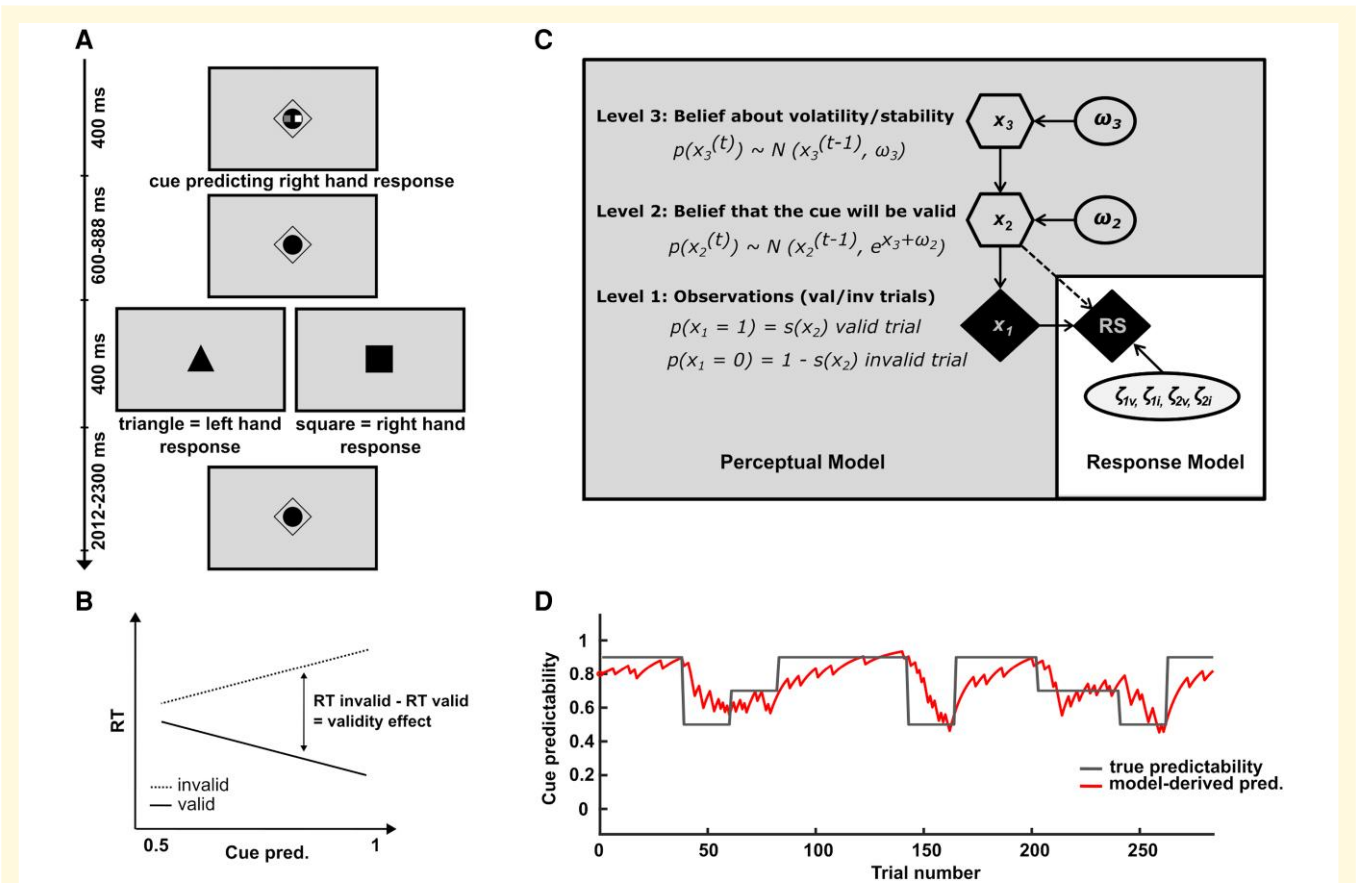 A
400 ms
cue predicting right hand response
600-888 ms
400 ms
triangle = left hand
response
square = right hand
response
2012-2300 ms
B
RT
RT invalid - RT valid
= validity effect
invalid
valid
0.5
1
Cue pred.
C
Level 3: Belief about volatility/stability
p(x₃⁽ᵗ⁾) ~ N (x₃⁽ᵗ⁻¹⁾, ω₃)
x₃
ω₃
Level 2: Belief that the cue will be valid
p(x₂⁽ᵗ⁾) ~ N (x₂⁽ᵗ⁻¹⁾, e^x₃+ω₂)
x₂
ω₂
Level 1: Observations (val/inv trials)
p(x₁ = 1) = s(x₂) valid trial
p(x₁ = 0) = 1 - s(x₂) invalid trial
x₁
RS
ζ1v, ζ1i, ζ2v, ζ2i
Perceptual Model
Response Model
D
Cue predictability
1
0.8
0.6
0.4
0.2
0
true predictability
model-derived pred.
0 50 100 150 200 250
Trial number